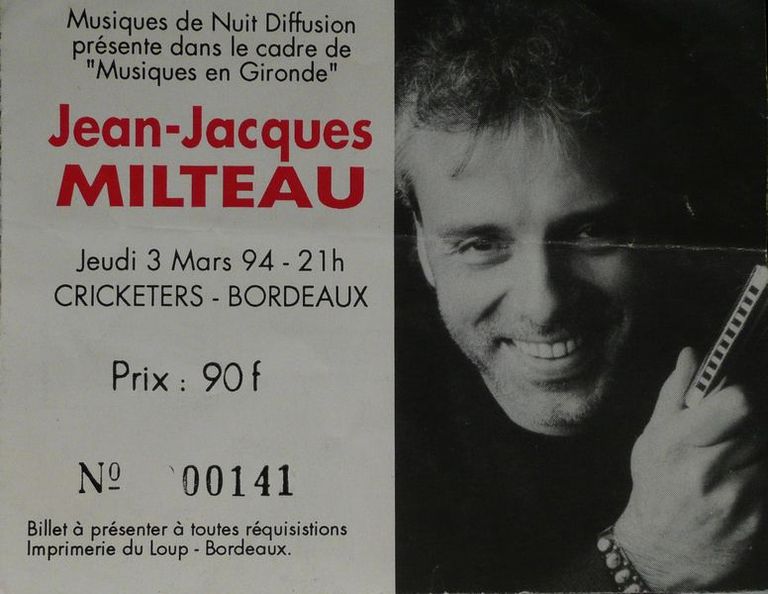 Musiques de Nuit Diffusion
présente dans le cadre de
"Musiques en Gironde"
Jean-Jacques
MILTEAU
Jeudi 3 Mars 94 - 21h
CRICKETERS - BORDEAUX
Prix : 90 f
Nº 00141
Billet à présenter à toutes réquisistions
Imprimerie du Loup - Bordeaux.